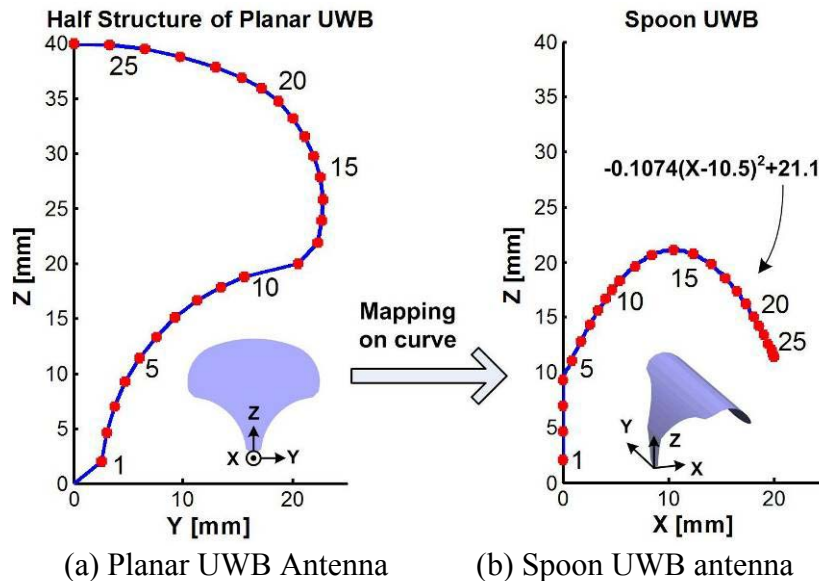 Half Structure of Planar UWB
40
35
30
25
20
15
10
5
0
0
10
20
Z [mm]
Y [mm]
25
20
15
10
5
1
Z
X
Y
Mapping
on curve
Spoon UWB
40
35
30
25
20
15
10
5
0
0
5
10
15
20
Z [mm]
X [mm]
-0.1074(X-10.5)²+21.1
1
5
10
15
20
25
Y
Z
X
(a) Planar UWB Antenna
(b) Spoon UWB antenna